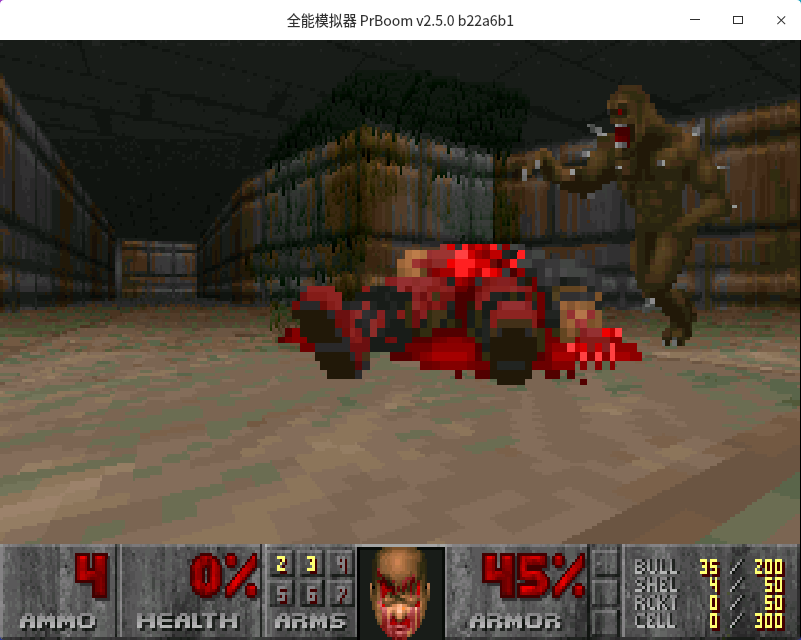 全能模拟器 PrBoom v2.5.0 b22a6b1
4 0% 2 3 4 45% BULL 35 / 200
SHEL 4 / 50
5 6 7 RCKT 0 / 50
AMMO HEALTH ARMS ARMOR CELL 0 / 300